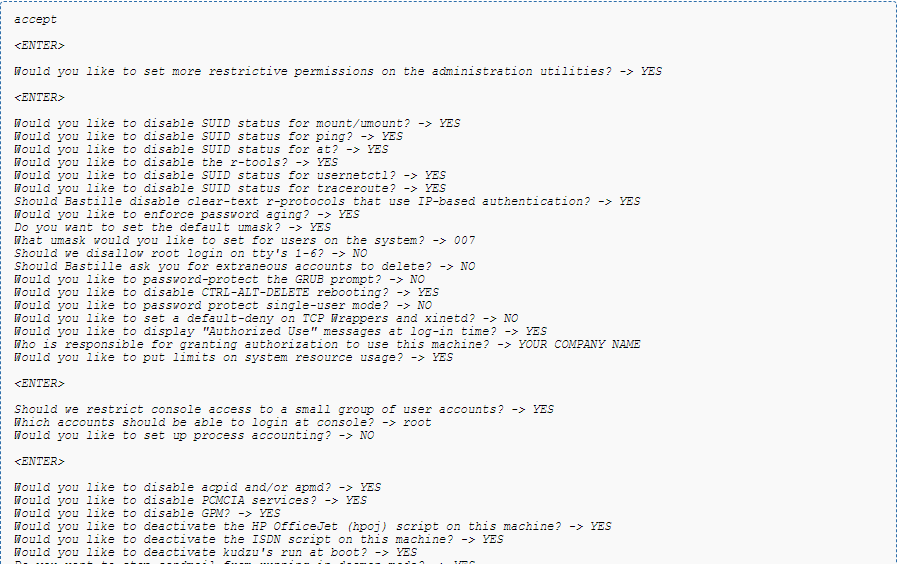 accept
<ENTER>
Would you like to set more restrictive permissions on the administration utilities? -> YES
<ENTER>
Would you like to disable SUID status for mount/umount? -> YES
Would you like to disable SUID status for ping? -> YES
Would you like to disable SUID status for at? -> YES
Would you like to disable the r-tools? -> YES
Would you like to disable SUID status for usernetctl? -> YES
Would you like to disable SUID status for traceroute? -> YES
Should Bastille disable clear-text r-protocols that use IP-based authentication? -> YES
Would you like to enforce password aging? -> YES
Do you want to set the default umask? -> YES
What umask would you like to set for users on the system? -> 007
Should we disallow root login on tty's 1-6? -> NO
Should Bastille ask you for extraneous accounts to delete? -> NO
Would you like to password-protect the GRUB prompt? -> NO
Would you like to disable CTRL-ALT-DELETE rebooting? -> YES
Would you like to password protect single-user mode? -> NO
Would you like to set a default-deny on TCP Wrappers and xinetd? -> NO
Would you like to display "Authorized Use" messages at log-in time? -> YES
Who is responsible for granting authorization to use this machine? -> YOUR COMPANY NAME
Would you like to put limits on system resource usage? -> YES
<ENTER>
Should we restrict console access to a small group of user accounts? -> YES
Which accounts should be able to login at console? -> root
Would you like to set up process accounting? -> NO
<ENTER>
Would you like to disable acpid and/or apmd? -> YES
Would you like to disable PCMCIA services? -> YES
Would you like to disable GPM? -> YES
Would you like to deactivate the HP OfficeJet (hpoj) script on this machine? -> YES
Would you like to deactivate the ISDN script on this machine? -> YES
Would you like to deactivate kudzu's run at boot? -> YES